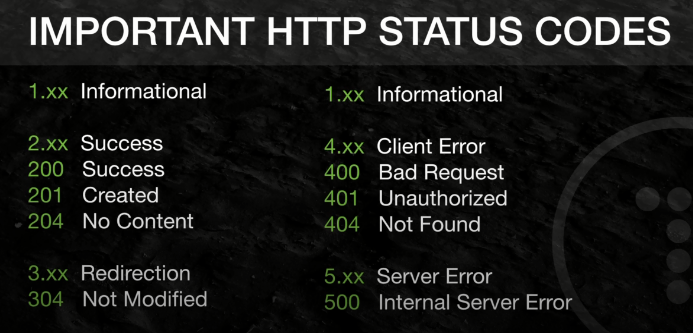 IMPORTANT HTTP STATUS CODES
1.xx Informational
2.xx Success
200 Success
201 Created
204 No Content
3.xx Redirection
304 Not Modified
1.xx Informational
4.xx Client Error
400 Bad Request
401 Unauthorized
404 Not Found
5.xx Server Error
500 Internal Server Error